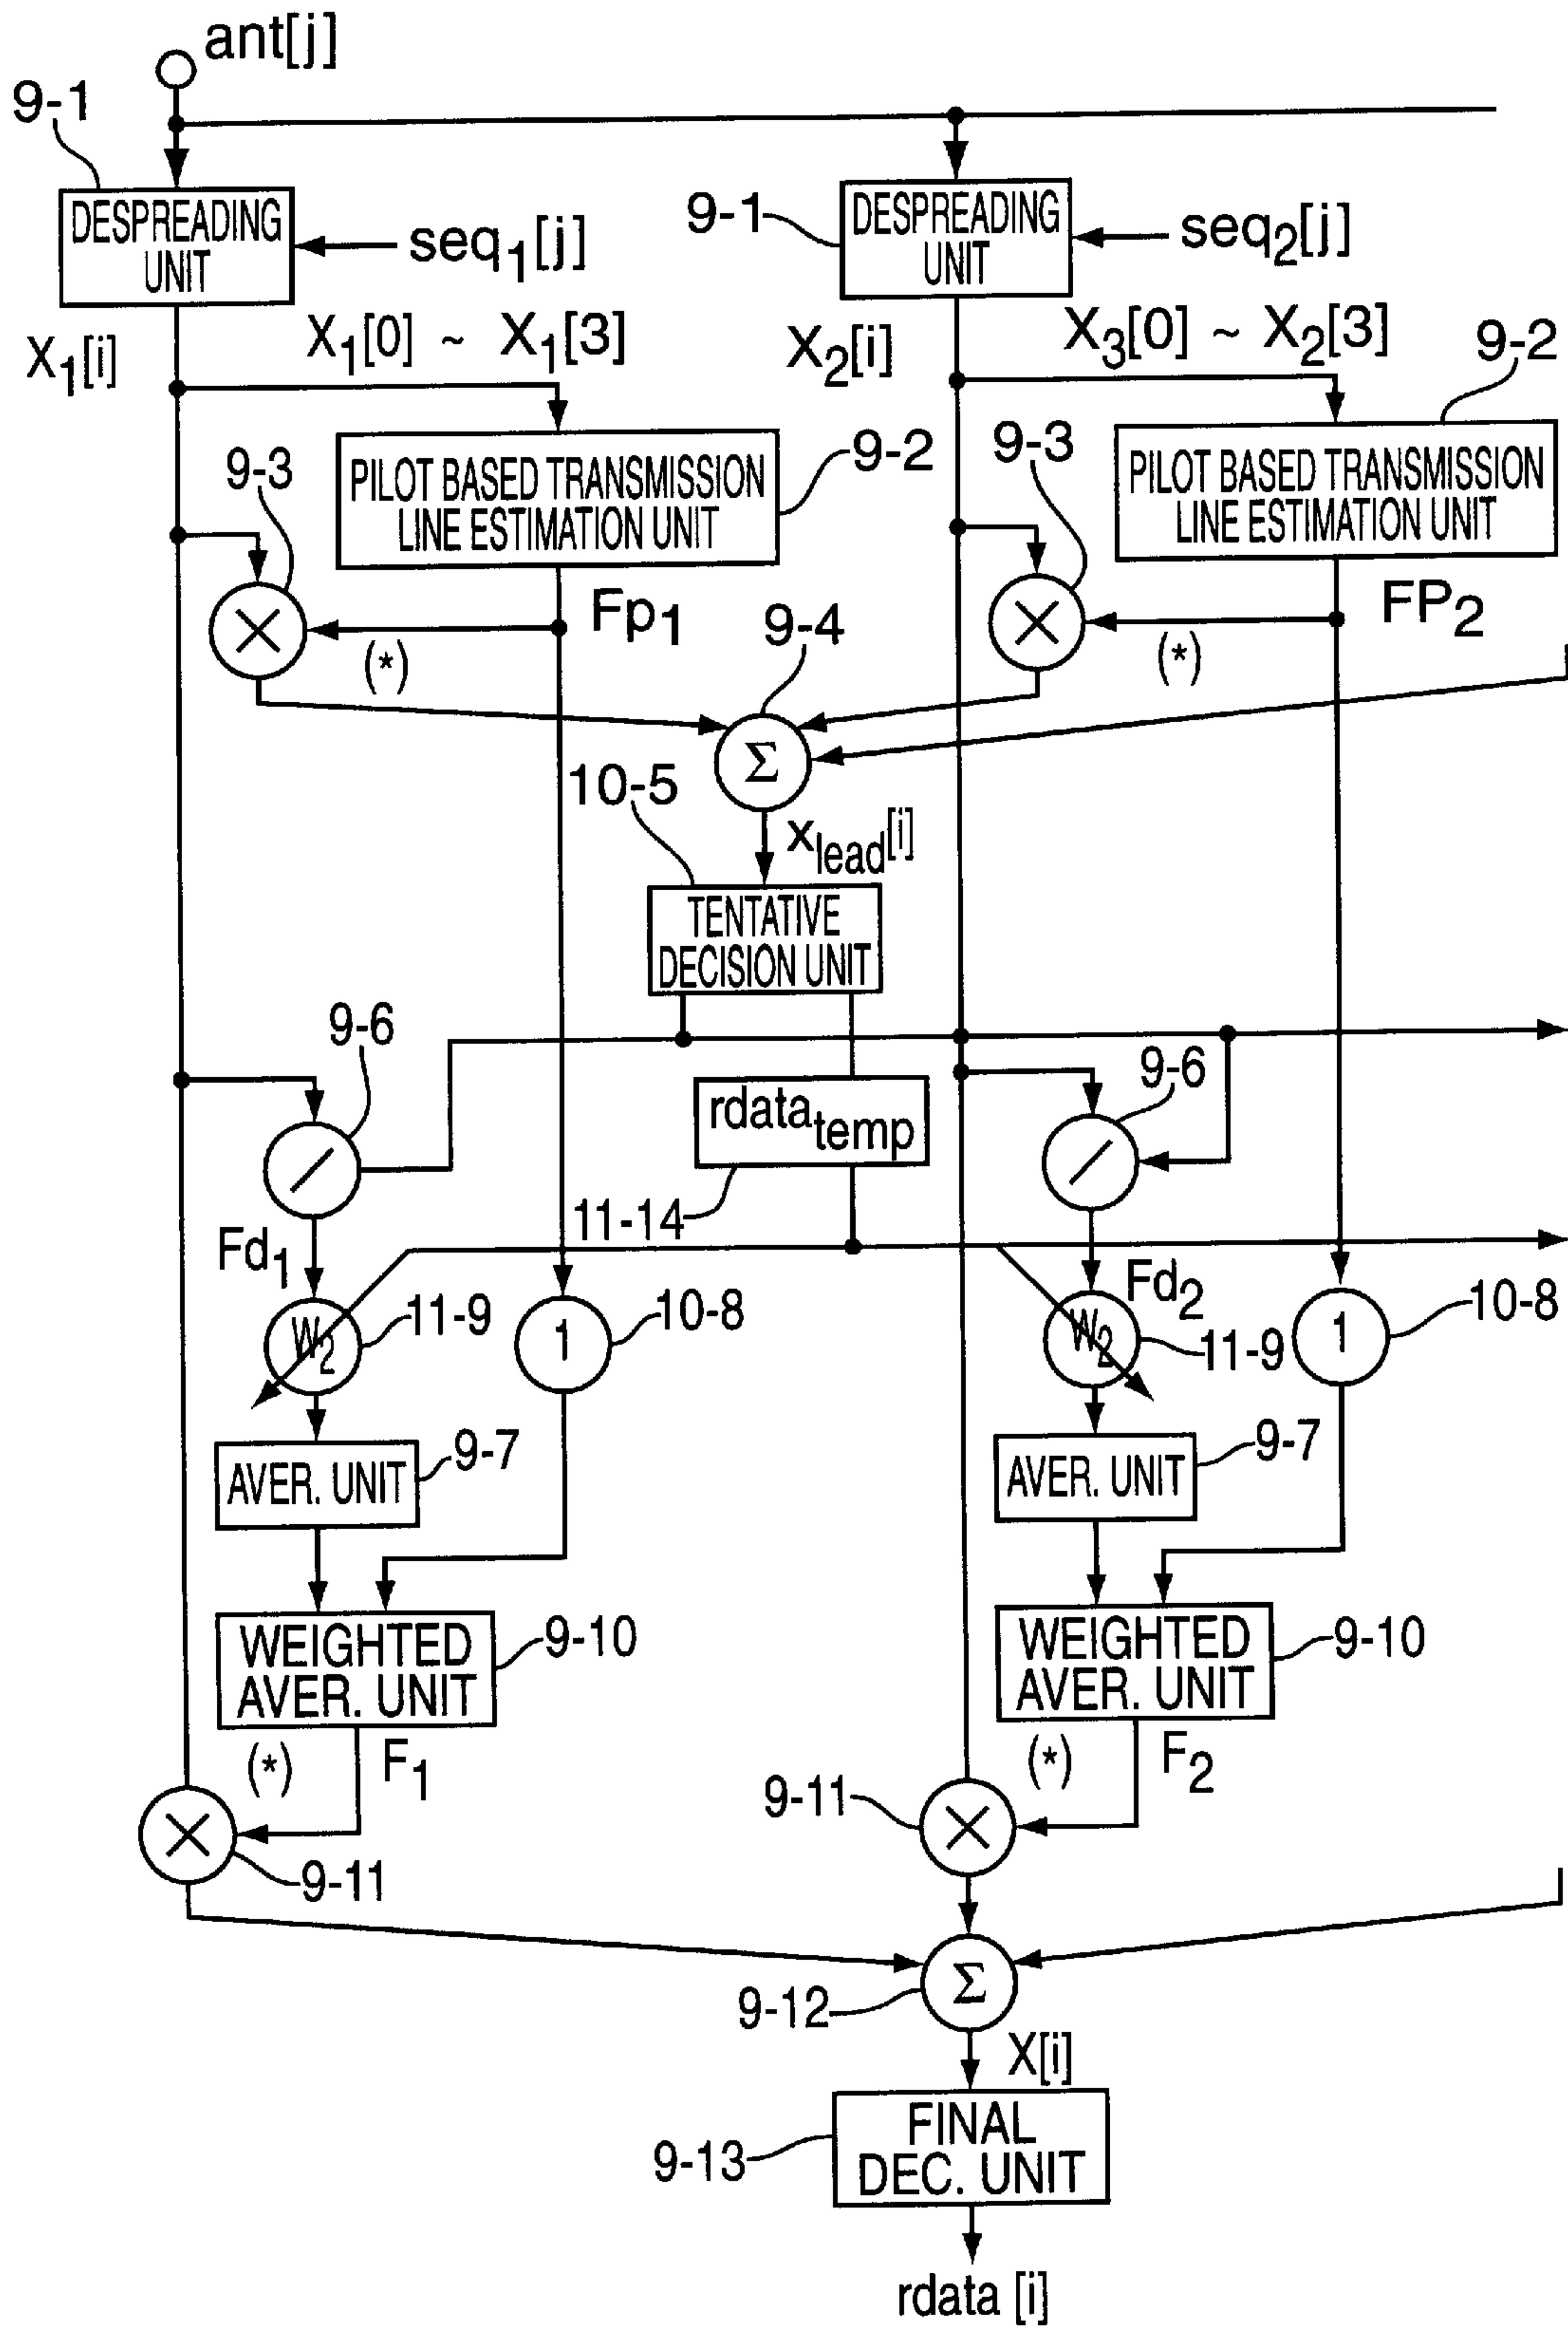 ant[j]
9-1
DESPREADING
UNIT
seq1[j]
9-1
DESPREADING
UNIT
seq2[j]
X1[i]
X1[0] ~ X1[3]
X2[i]
X3[0] ~ X2[3]
9-2
9-3
PILOT BASED TRANSMISSION
LINE ESTIMATION UNIT
9-2
9-3
PILOT BASED TRANSMISSION
LINE ESTIMATION UNIT
×
(*)
Fp1
9-4
×
(*)
FP2
Σ
10-5
xlead[i]
TENTATIVE
DECISION UNIT
9-6
/
rdatatemp
11-14
9-6
/
Fd1
W2
11-9
1
10-8
Fd2
W2
11-9
1
10-8
AVER. UNIT
9-7
AVER. UNIT
9-7
WEIGHTED
AVER. UNIT
9-10
WEIGHTED
AVER. UNIT
9-10
(*)
F1
(*)
F2
×
9-11
9-11
×
Σ
9-12
X[i]
FINAL
DEC. UNIT
9-13
rdata [i]